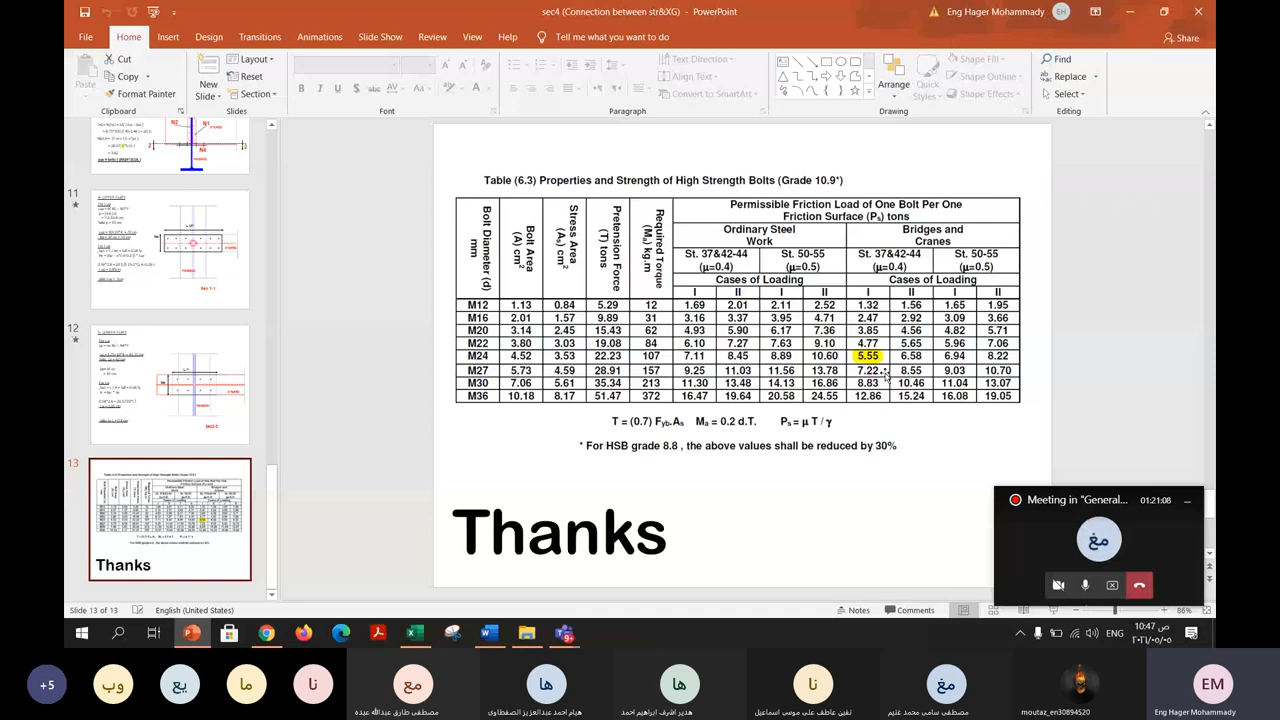 sec4 (Connection between str&XG) - PowerPoint
Eng Hager Mohammady
EH
File Home Insert Design Transitions Animations Slide Show Review View Help Tell me what you want to do
Share
Paste
Cut
Copy
Format Painter
Clipboard
New Slide
Layout
Reset
Section
Slides
Font
Paragraph
Text Direction
Align Text
Convert to SmartArt
Arrange
Quick Styles
Shape Fill
Shape Outline
Shape Effects
Drawing
Find
Replace
Select
Editing
N2 N1
N4
11
12
13
Table (6.3) Properties and Strength of High Strength Bolts (Grade 10.9*)
Bolt Diameter (d) mm
Bolt Area (A) cm2
Pretension Force (T) tons
Permissible Friction Load of One Bolt Per One
Friction Surface (Ps) tons
Ordinary Steel Work
Bridges and Cranes
St. 37&42-44 (μ=0.4) St. 50-55 (μ=0.5) St. 37&42-44 (μ=0.4) St. 50-55 (μ=0.5)
Cases of Loading Cases of Loading
I II I II I II I II
M12 1.13 0.84 5.29 12 1.69 2.01 2.11 2.52 1.32 1.56 1.65 1.95
M16 2.01 1.57 9.89 31 3.16 3.37 3.95 4.71 2.47 2.92 3.09 3.66
M20 3.14 2.45 15.43 62 4.93 5.90 6.17 7.36 3.85 4.56 4.82 5.71
M22 3.80 3.03 19.08 84 6.10 7.27 7.63 9.10 4.77 5.65 5.96 7.06
M24 4.52 3.53 22.23 107 7.11 8.45 8.89 10.60 5.55 6.58 6.94 8.22
M27 5.73 4.59 28.91 157 9.25 11.03 11.56 13.78 7.22 8.55 9.03 10.70
M30 7.06 5.61 35.34 213 11.30 13.48 14.13 16.86 8.83 10.46 11.04 13.07
M36 10.18 8.17 51.47 372 16.47 19.64 20.58 24.55 12.86 15.24 16.08 19.05
T = (0.7) Fyb.As Ma = 0.2 d.T. Ps = μ T / γ
* For HSB grade 8.8 , the above values shall be reduced by 30%
Thanks
Thanks
Meeting in "General... 01:21:08
مغ
Slide 13 of 13 English (United States) Notes Comments 86%
ENG
10:47 ص
٢٠٢١/٠٥/٠٥
+5 وب يع ما نا مع ها ها نا مغ EM
مصطفى طارق عبدالله عبده
هيام احمد عبدالعزيز الصفطاوى
هدير اشرف ابراهيم احمد
تقين عاطف على موسى اسماعيل
مصطفى سامى محمد غنيم
moutaz_en30894520
Eng Hager Mohammady